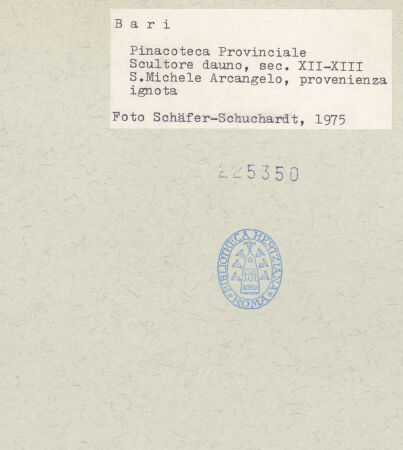 B a r i
Pinacoteca Provinciale
Scultore dauno, sec. XII-XIII
S.Michele Arcangelo, provenienza
ignota
Foto Schäfer-Schuchardt, 1975
225350
BIBLIOTHECA HERTZIANA
ROMA